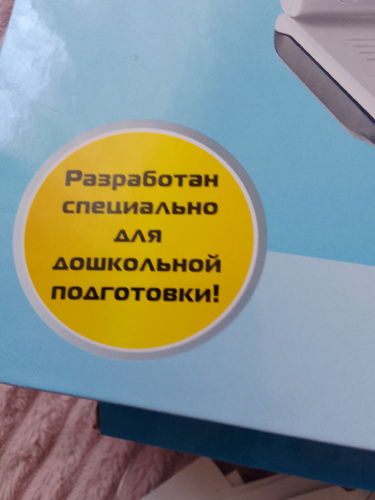 Разработан
специально
для
дошкольной
подготовки!